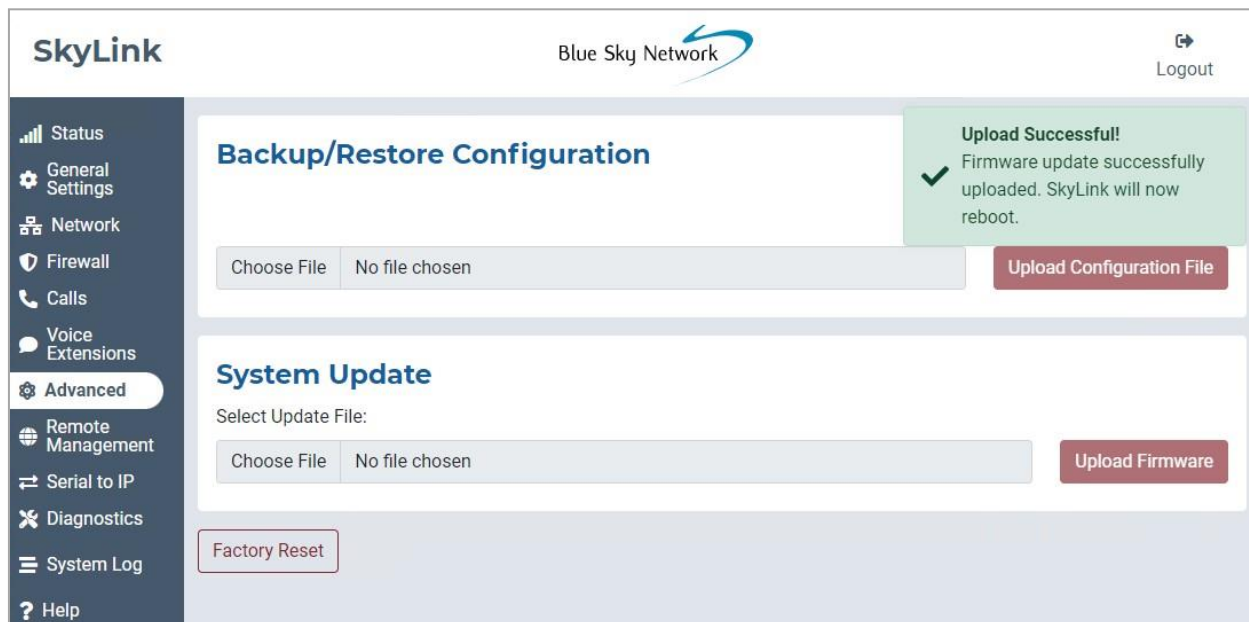 SkyLink
Blue Sky Network
Logout
Status
General
Settings
Network
Firewall
Calls
Voice
Extensions
Advanced
Remote
Management
Serial to IP
Diagnostics
System Log
Help
Backup/Restore Configuration
Upload Successful!
Firmware update successfully
uploaded. SkyLink will now
reboot.
Choose File No file chosen
Upload Configuration File
System Update
Select Update File:
Choose File No file chosen
Upload Firmware
Factory Reset